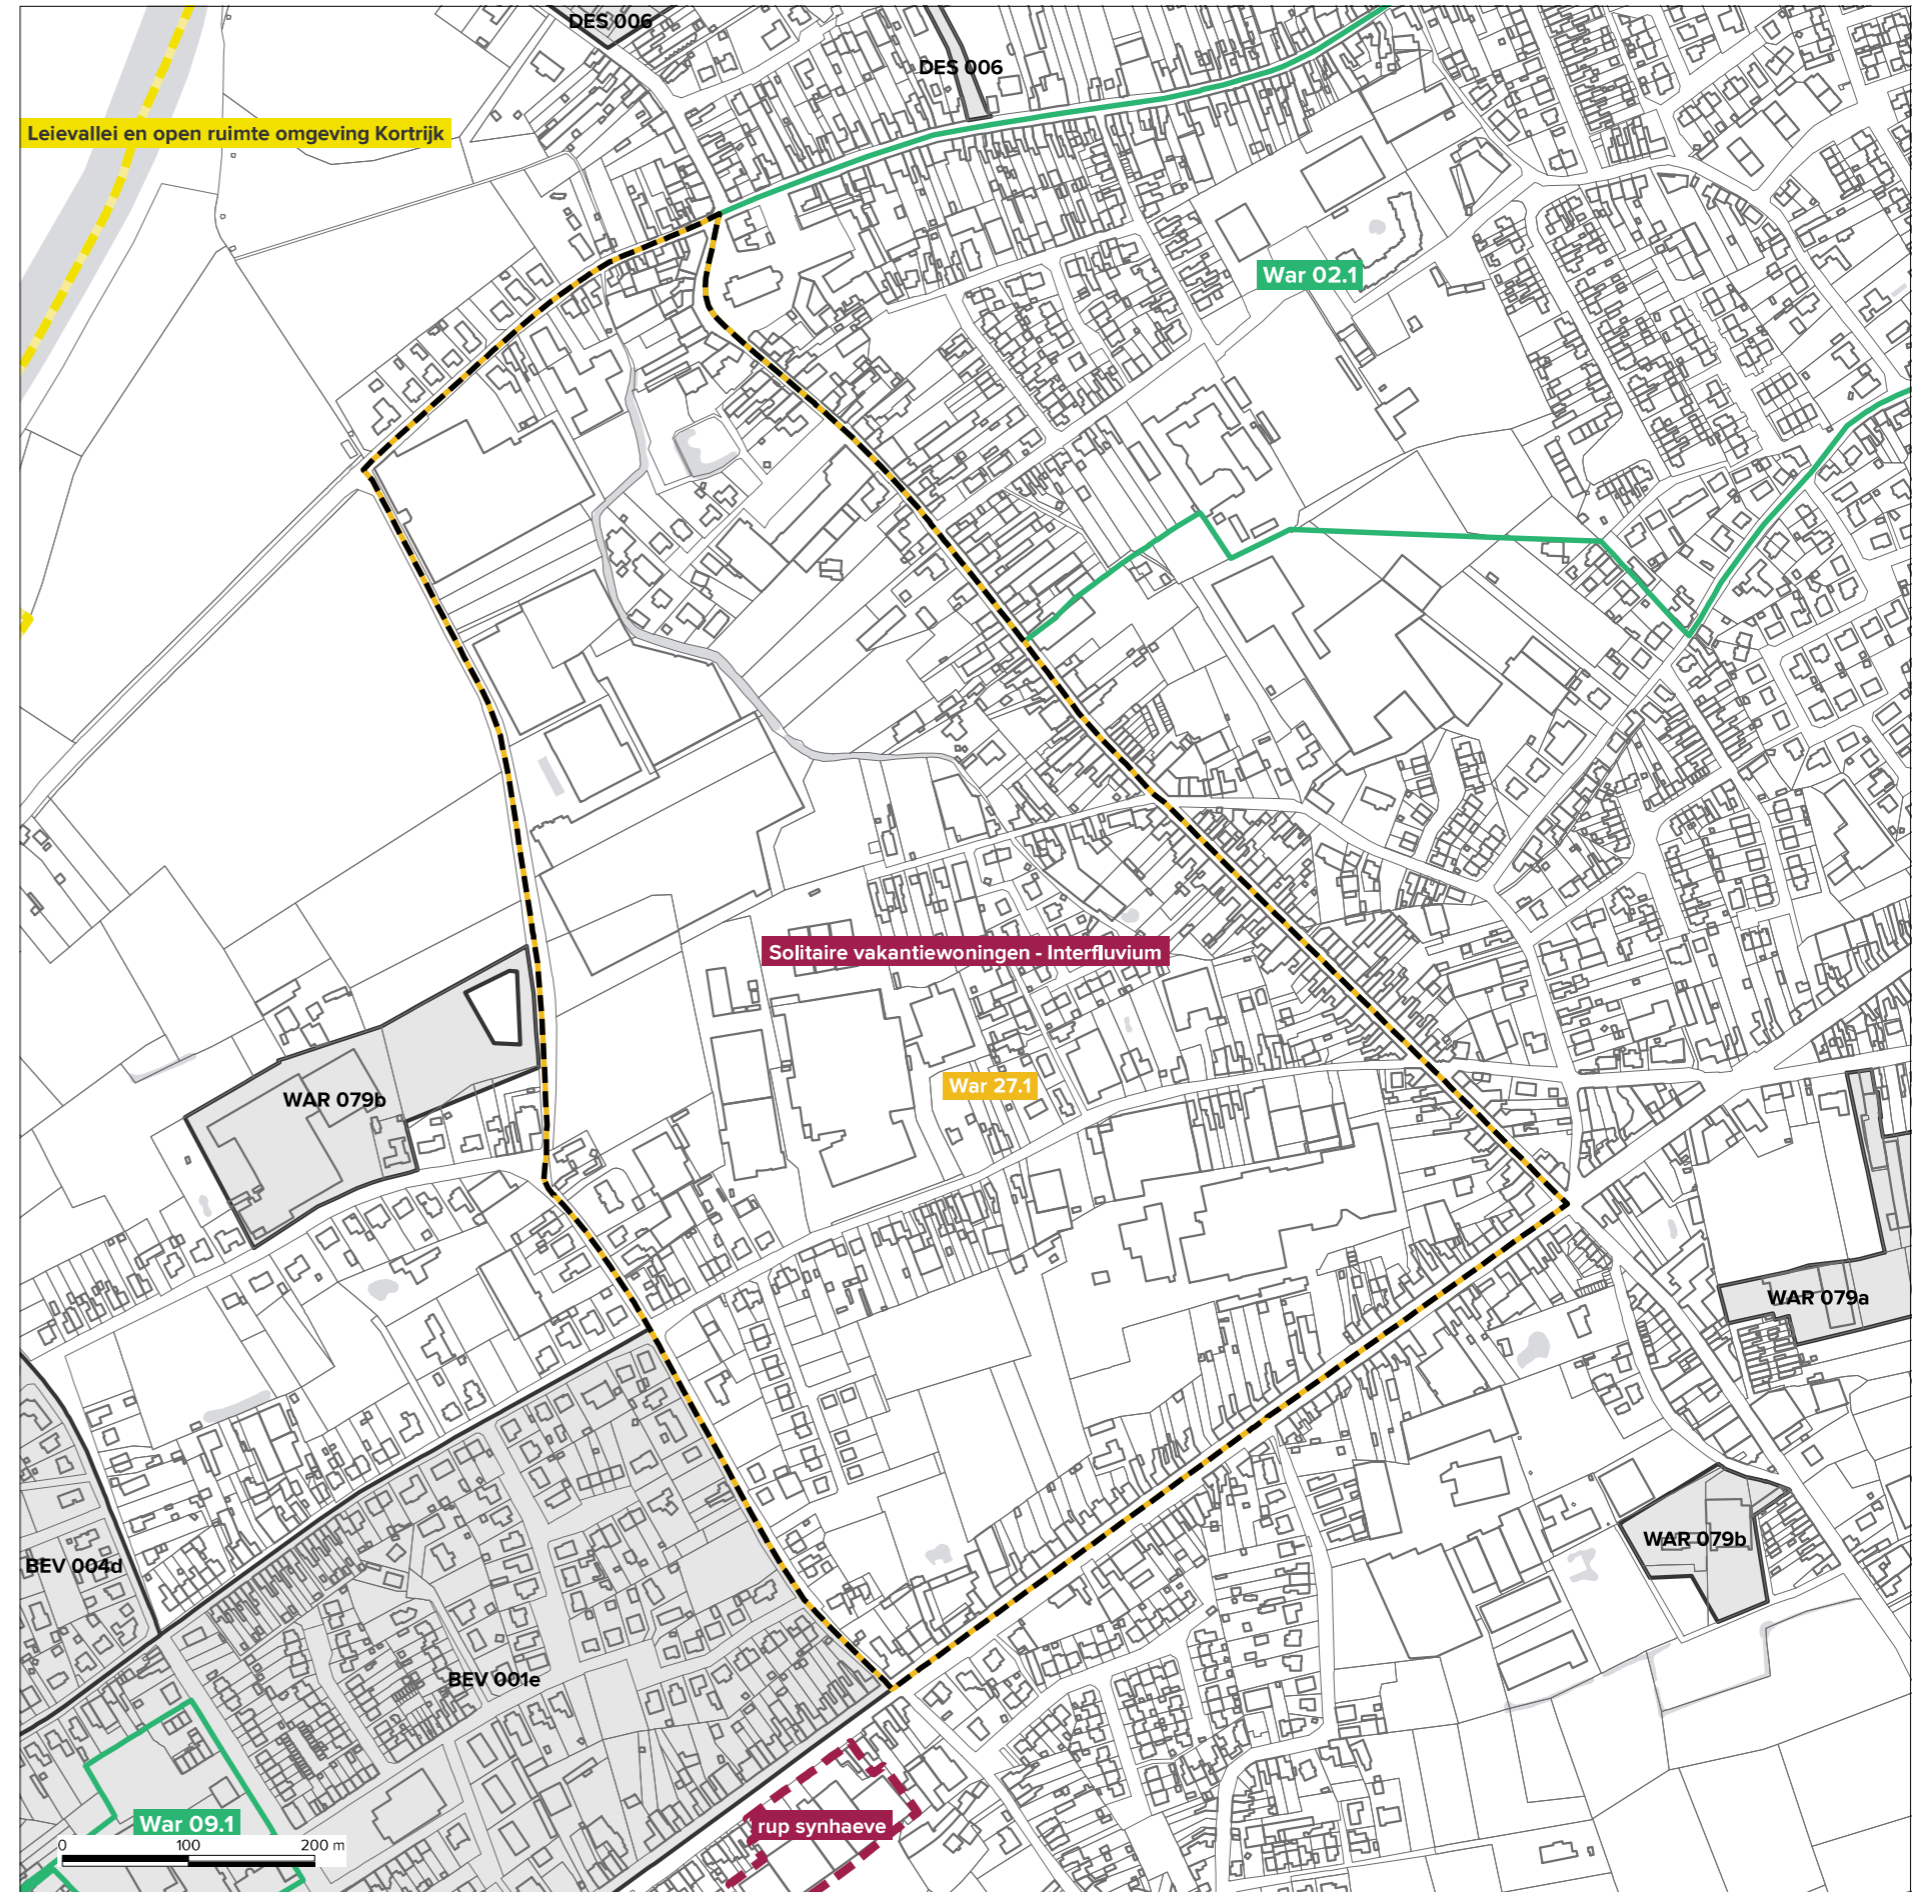 DES 006
DES 006
Leievallei en open ruimte omgeving Kortrijk
War 02.1
Solitaire vakantiewoningen - Interfluvium
War 27.1
WAR 079b
WAR 079a
WAR 079b
BEV 004d
BEV 001e
War 09.1
rup synhaeve
0 100 200 m